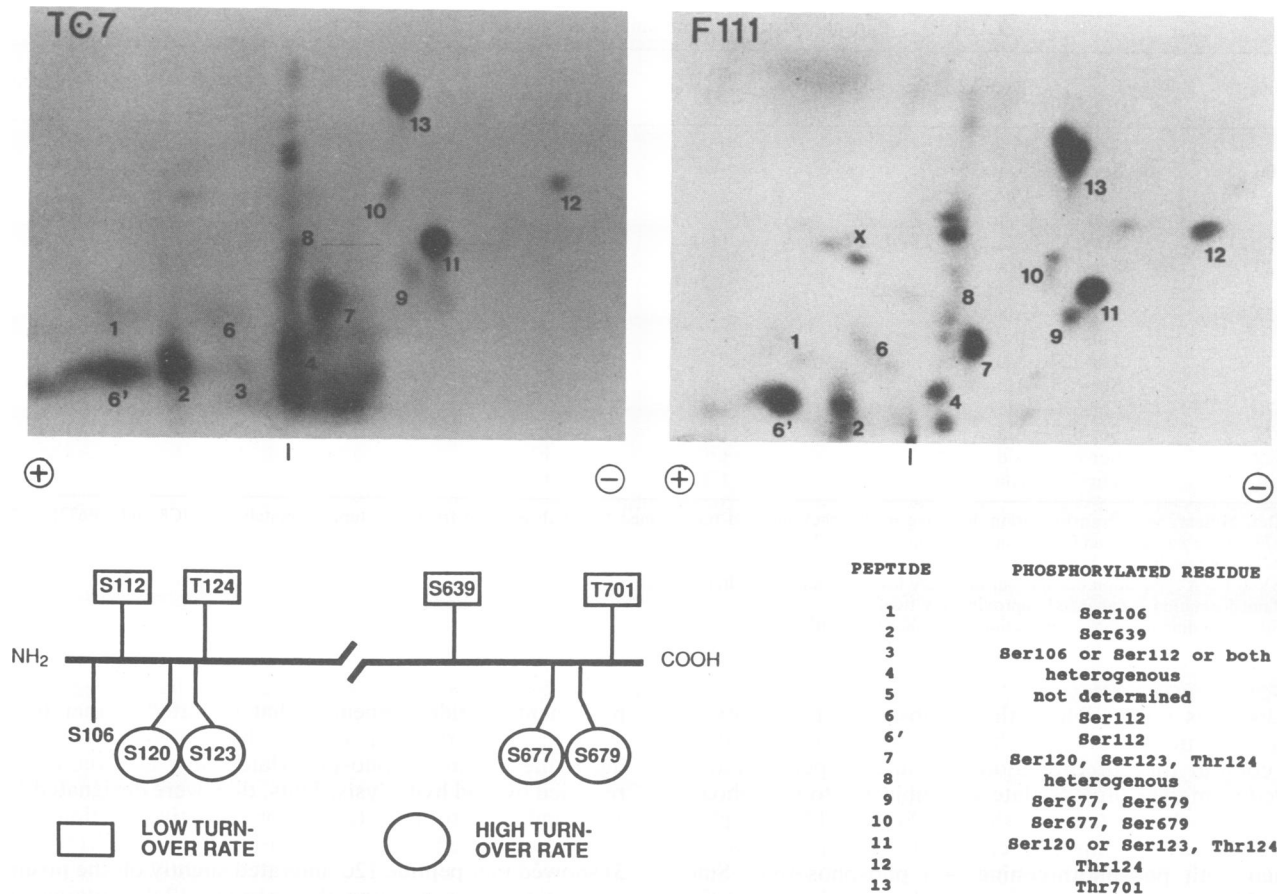 TC7
13
10
12
8
11
9
7
1
6
4
6'
2
3
I
+
−
F111
13
X
12
10
8
11
9
1
6
7
4
6'
2
I
+
−
S112
T124
S639
T701
NH2
COOH
S106
S120
S123
S677
S679
LOW TURN-
OVER RATE
HIGH TURN-
OVER RATE
PEPTIDE PHOSPHORYLATED RESIDUE
1 Ser106
2 Ser639
3 Ser106 or Ser112 or both
4 heterogenous
5 not determined
6 Ser112
6' Ser112
7 Ser120, Ser123, Thr124
8 heterogenous
9 Ser677, Ser679
10 Ser677, Ser679
11 Ser120 or Ser123, Thr124
12 Thr124
13 Thr701